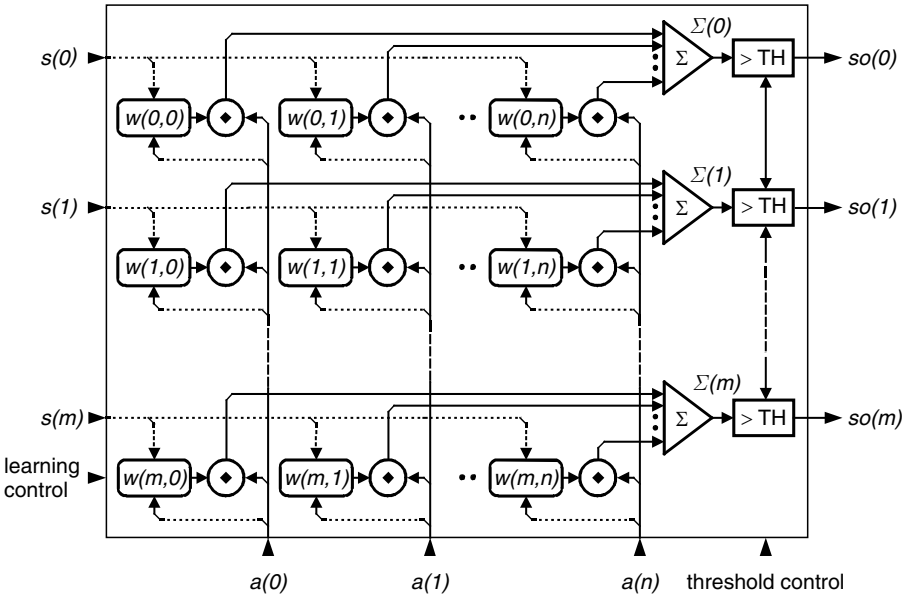 Σ(0)
s(0) Σ > TH so(0)
w(0,0) w(0,1) •• w(0,n)
Σ(1)
s(1) Σ > TH so(1)
w(1,0) w(1,1) •• w(1,n)
Σ(m)
s(m) Σ > TH so(m)
learning
control
w(m,0) w(m,1) •• w(m,n)
a(0) a(1) a(n) threshold control